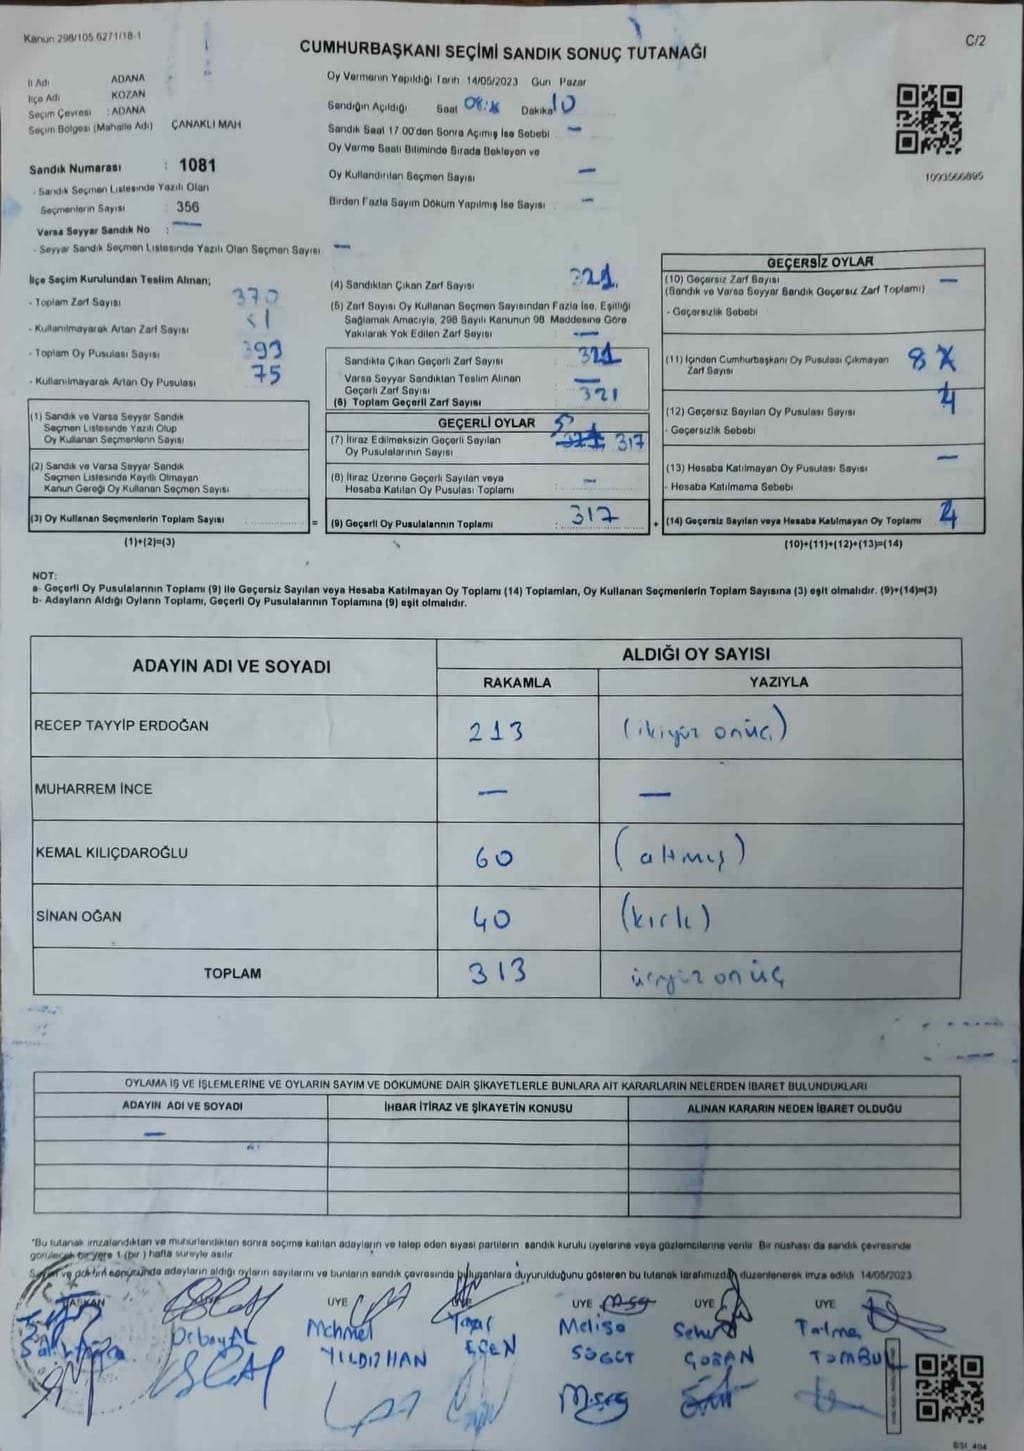 Kanun 298/105 6271/18-1
C/2
CUMHURBAŞKANI SEÇİMİ SANDIK SONUÇ TUTANAĞI
İl Adı ADANA
İlçe Adı KOZAN
Seçim Çevresi : ADANA
Seçim Bölgesi (Mahalle Adı) ÇANAKLI MAH
Sandık Numarası : 1081
- Sandık Seçmen Listesinde Yazılı Olan
Seçmenlerin Sayısı : 356
Varsa Seyyar Sandık No : —
- Seyyar Sandık Seçmen Listesinde Yazılı Olan Seçmen Sayısı —
Oy Vermenin Yapıldığı Tarih 14/05/2023 Gün Pazar
Sandığın Açıldığı Saat Dakika 10
Sandık Saat 17.00'den Sonra Açımış İse Sebebi —
Oy Verme Saati Bitiminde Sırada Bekleyen ve
Oy Kullandırılan Seçmen Sayısı —
Birden Fazla Sayım Döküm Yapılmış İse Sayısı —
1093566895
İlçe Seçim Kurulundan Teslim Alınan;
- Toplam Zarf Sayısı 370
- Kullanılmayarak Artan Zarf Sayısı
- Toplam Oy Pusulası Sayısı 393
- Kullanılmayarak Artan Oy Pusulası 75
(1) Sandık ve Varsa Seyyar Sandık
Seçmen Listesinde Yazılı Olup
Oy Kullanan Seçmenlerin Sayısı
(2) Sandık ve Varsa Seyyar Sandık
Seçmen Listesinde Kayıtlı Olmayan
Kanun Gereği Oy Kullanan Seçmen Sayısı
(3) Oy Kullanan Seçmenlerin Toplam Sayısı
(1)+(2)=(3)
=
(4) Sandıktan Çıkan Zarf Sayısı 321
(5) Zarf Sayısı Oy Kullanan Seçmen Sayısından Fazla İse, Eşitliği
Sağlamak Amacıyla, 298 Sayılı Kanunun 98. Maddesine Göre
Yakılarak Yok Edilen Zarf Sayısı —
Sandıkta Çıkan Geçerli Zarf Sayısı 321
Varsa Seyyar Sandıktan Teslim Alınan
Geçerli Zarf Sayısı —
(6) Toplam Geçerli Zarf Sayısı 321
GEÇERLİ OYLAR
(7) İtiraz Edilmeksizin Geçerli Sayılan
Oy Pusulalarının Sayısı 317
(8) İtiraz Üzerine Geçerli Sayılan veya
Hesaba Katılan Oy Pusulası Toplamı —
(9) Geçerli Oy Pusulalarının Toplamı 317
+
GEÇERSİZ OYLAR
(10) Geçersiz Zarf Sayısı —
(Sandık ve Varsa Seyyar Sandık Geçersiz Zarf Toplamı)
- Geçersizlik Sebebi
(11) İçinden Cumhurbaşkanı Oy Pusulası Çıkmayan
Zarf Sayısı
(12) Geçersiz Sayılan Oy Pusulası Sayısı 4
- Geçersizlik Sebebi
(13) Hesaba Katılmayan Oy Pusulası Sayısı —
- Hesaba Katılmama Sebebi
(14) Geçersiz Sayılan veya Hesaba Katılmayan Oy Toplamı 4
(10)+(11)+(12)+(13)=(14)
NOT:
a- Geçerli Oy Pusulalarının Toplamı (9) ile Geçersiz Sayılan veya Hesaba Katılmayan Oy Toplamı (14) Toplamları, Oy Kullanan Seçmenlerin Toplam Sayısına (3) eşit olmalıdır. (9)+(14)=(3)
b- Adayların Aldığı Oyların Toplamı, Geçerli Oy Pusulalarının Toplamına (9) eşit olmalıdır.
ADAYIN ADI VE SOYADI ALDIĞI OY SAYISI
RAKAMLA YAZIYLA
RECEP TAYYİP ERDOĞAN 213 (ikiyüz onüç)
MUHARREM İNCE — —
KEMAL KILIÇDAROĞLU 60 (altmış)
SİNAN OĞAN 40 (kırk)
TOPLAM 313 üçyüz onüç
OYLAMA İŞ VE İŞLEMLERİNE VE OYLARIN SAYIM VE DÖKÜMÜNE DAİR ŞİKAYETLERLE BUNLARA AİT KARARLARIN NELERDEN İBARET BULUNDUKLARI
ADAYIN ADI VE SOYADI İHBAR İTİRAZ VE ŞİKAYETİN KONUSU ALINAN KARARIN NEDEN İBARET OLDUĞU
—
"Bu tutanak imzalandıktan ve mühürlendikten sonra seçime katılan adayların ve talep eden siyasi partilerin sandık kurulu üyelerine veya gözlemcilerine verilir. Bir nüshası da sandık çevresinde
görülecek bir yere 1 (bir ) hafta süreyle asılır
Sayım ve döküm sonucunda adayların aldığı oyların sayılarını ve bunların sandık çevresinde bulunanlara duyurulduğunu gösteren bu tutanak tarafımızdan düzenlenerek imza edildi 14/05/2023
BAŞKAN ÜYE ÜYE ÜYE ÜYE
Orbay AL Mehmet Yaşar Melisa Seher Fatma
YILDIZHAN EŞEN SÖĞÜT ÇOBAN TOMBUL